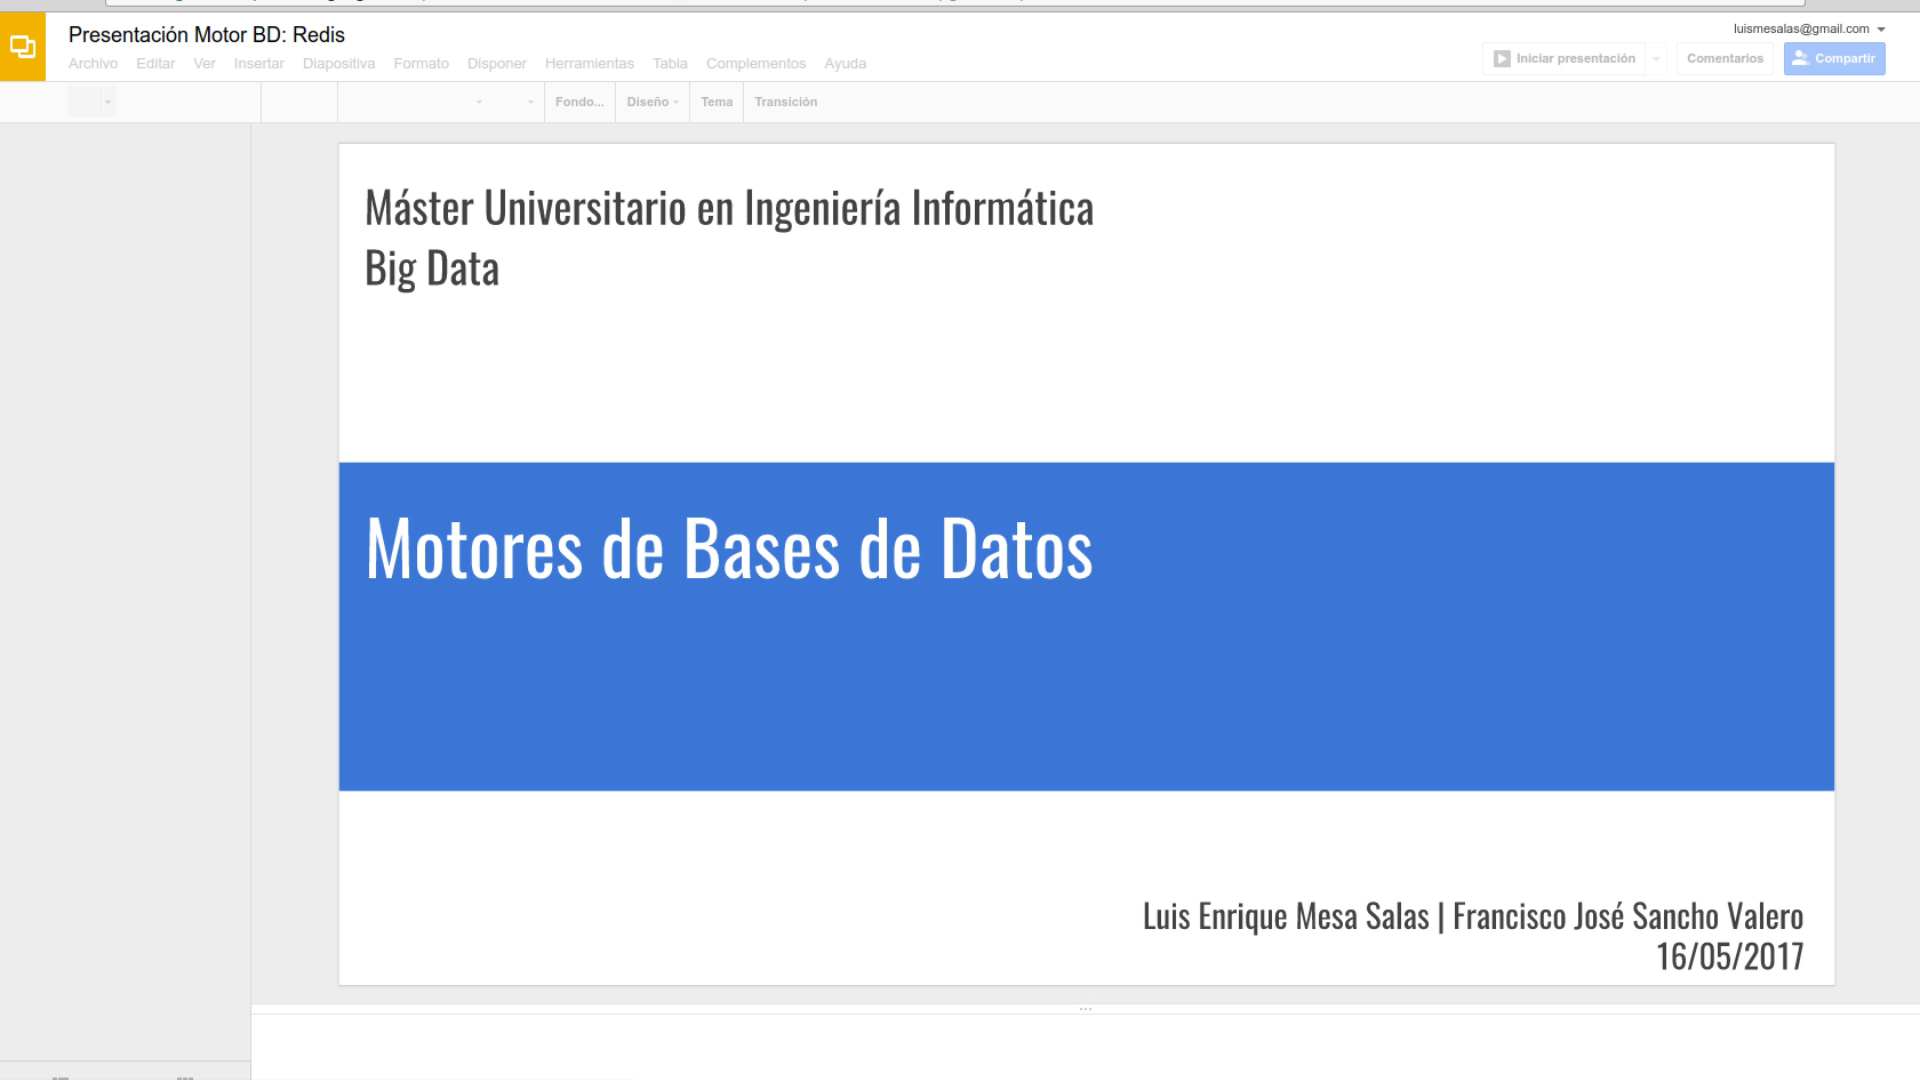 Presentación Motor BD: Redis
luismesalas@gmail.com
Archivo Editar Ver Insertar Diapositiva Formato Disponer Herramientas Tabla Complementos Ayuda
Iniciar presentación Comentarios Compartir
Fondo... Diseño Tema Transición
Máster Universitario en Ingeniería Informática
Big Data
Motores de Bases de Datos
Luis Enrique Mesa Salas | Francisco José Sancho Valero
16/05/2017